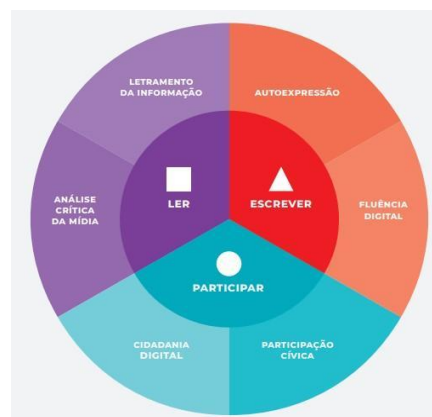 LETRAMENTO
DA INFORMAÇÃO
AUTOEXPRESSÃO
ANÁLISE
CRÍTICA
DA MÍDIA
LER
ESCREVER
FLUÊNCIA
DIGITAL
PARTICIPAR
CIDADANIA
DIGITAL
PARTICIPAÇÃO
CÍVICA